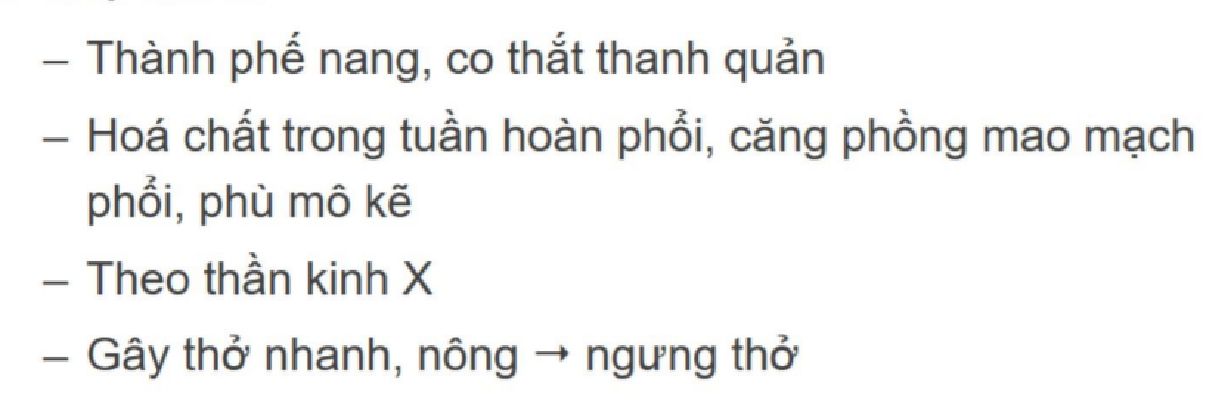 – Thành phế nang, co thắt thanh quản
– Hoá chất trong tuần hoàn phổi, căng phồng mao mạch
phổi, phù mô kẽ
– Theo thần kinh X
– Gây thở nhanh, nông → ngưng thở